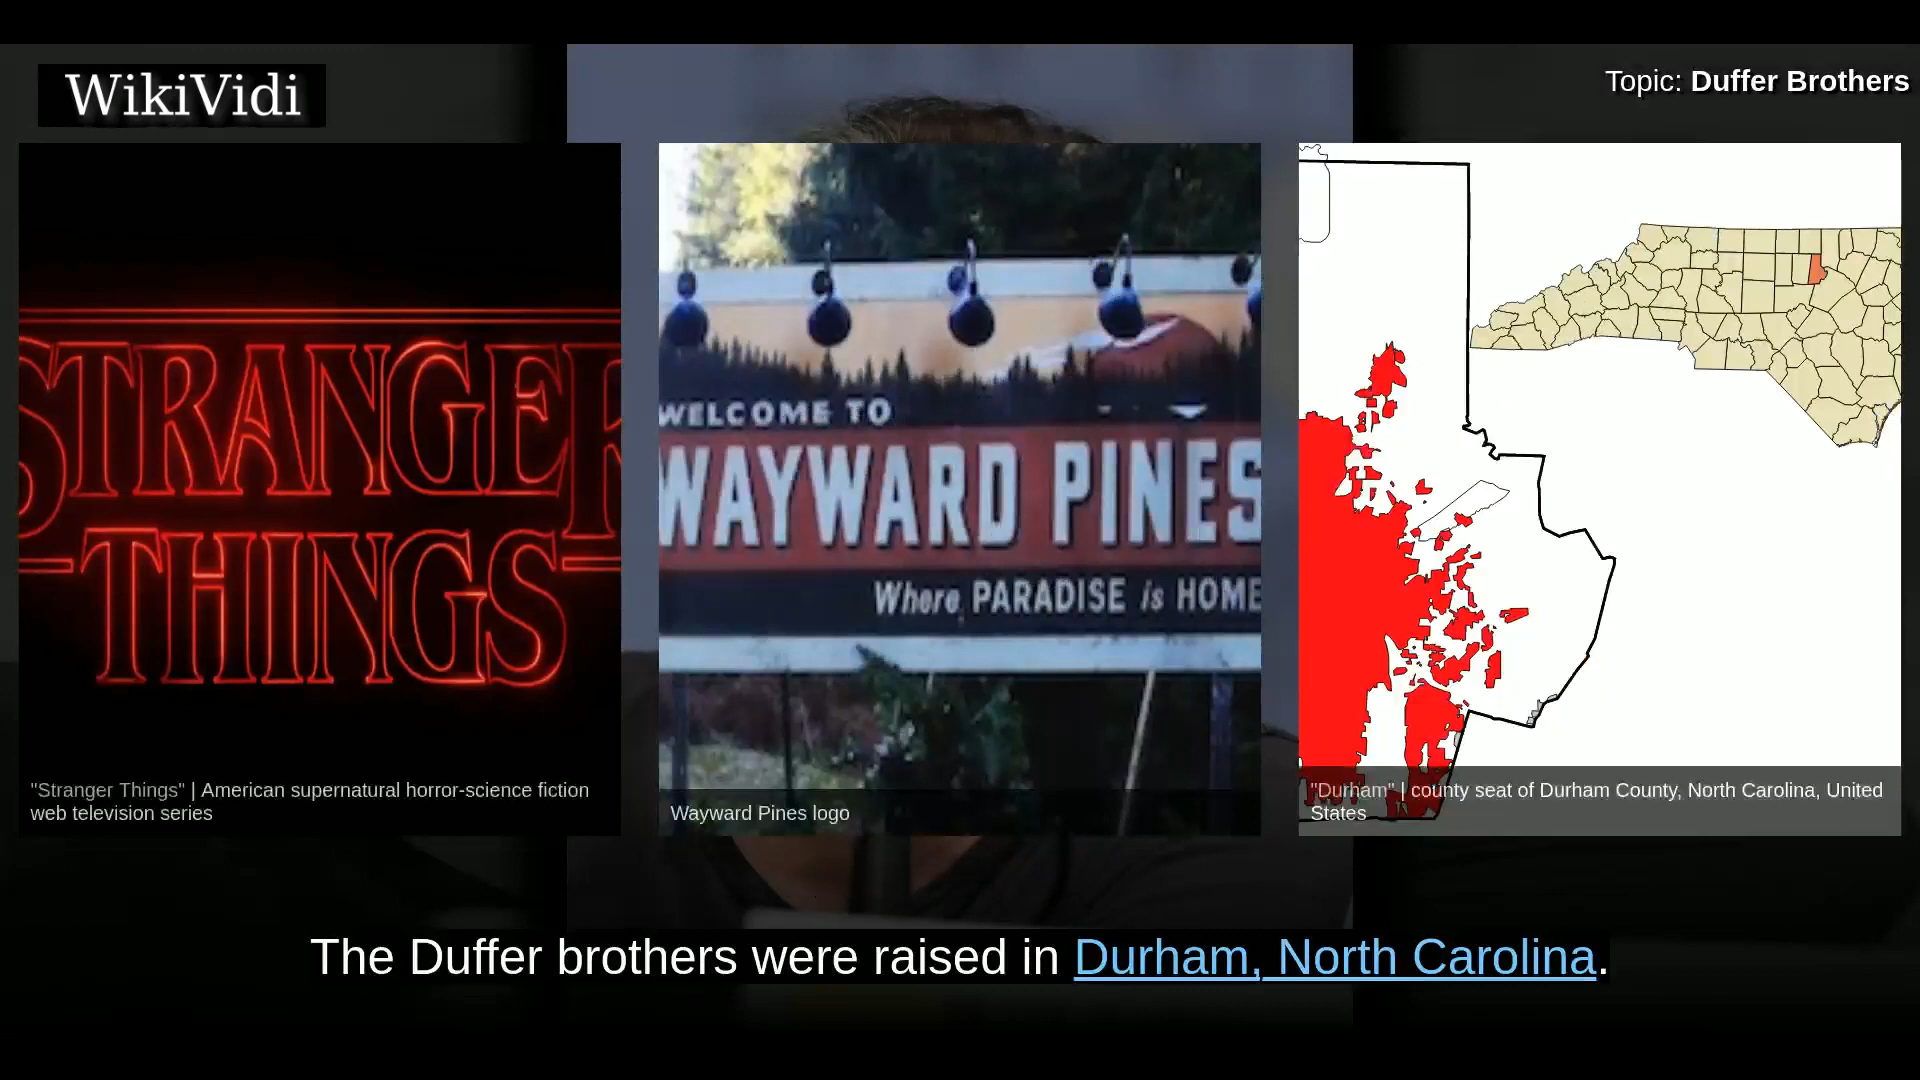 WikiVidi
Topic: Duffer Brothers
STRANGER
THINGS
"Stranger Things" | American supernatural horror-science fiction
web television series
WELCOME TO
WAYWARD PINES
Where PARADISE is HOME
Wayward Pines logo
"Durham" | county seat of Durham County, North Carolina, United
States
The Duffer brothers were raised in Durham, North Carolina.